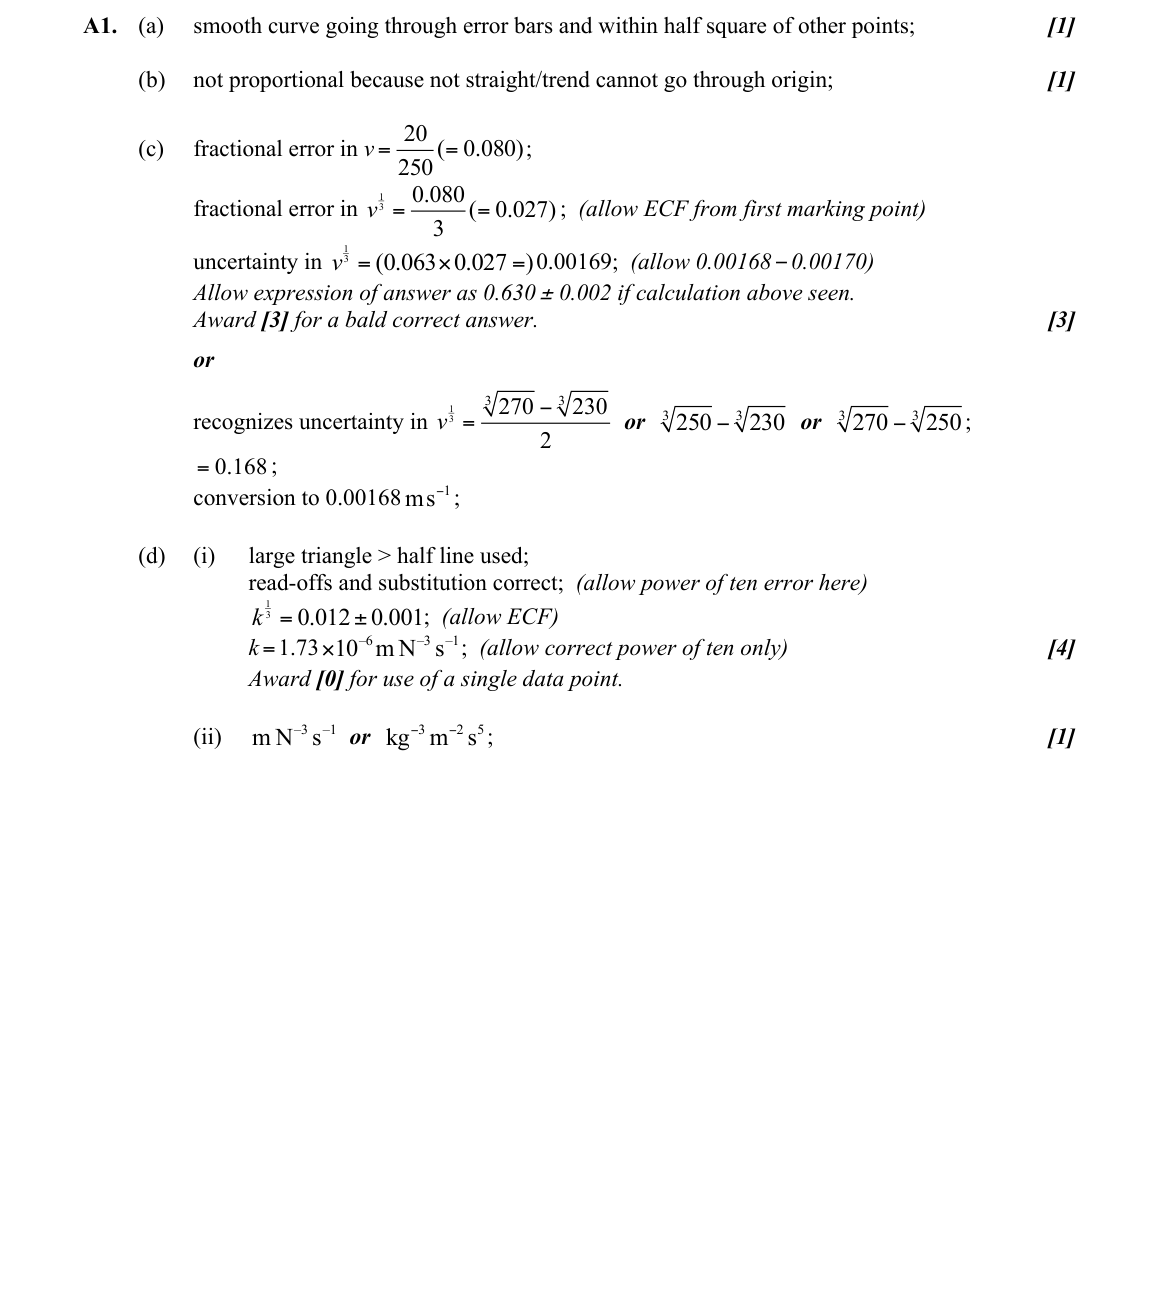 A1. (a) smooth curve going through error bars and within half square of other points; [1]
(b) not proportional because not straight/trend cannot go through origin; [1]
(c) fractional error in v = 20/250 (= 0.080);
fractional error in v^(1/3) = 0.080/3 (= 0.027); (allow ECF from first marking point)
uncertainty in v^(1/3) = (0.063×0.027 =)0.00169; (allow 0.00168 – 0.00170)
Allow expression of answer as 0.630 ± 0.002 if calculation above seen.
Award [3] for a bald correct answer. [3]
or
recognizes uncertainty in v^(1/3) = (∛270 – ∛230)/2 or ∛250 – ∛230 or ∛270 – ∛250;
= 0.168;
conversion to 0.00168 ms⁻¹;
(d) (i) large triangle > half line used;
read-offs and substitution correct; (allow power of ten error here)
k^(1/3) = 0.012 ± 0.001; (allow ECF)
k = 1.73×10⁻⁶ m N⁻³ s⁻¹; (allow correct power of ten only) [4]
Award [0] for use of a single data point.
(ii) m N⁻³ s⁻¹ or kg⁻³ m⁻² s⁵; [1]